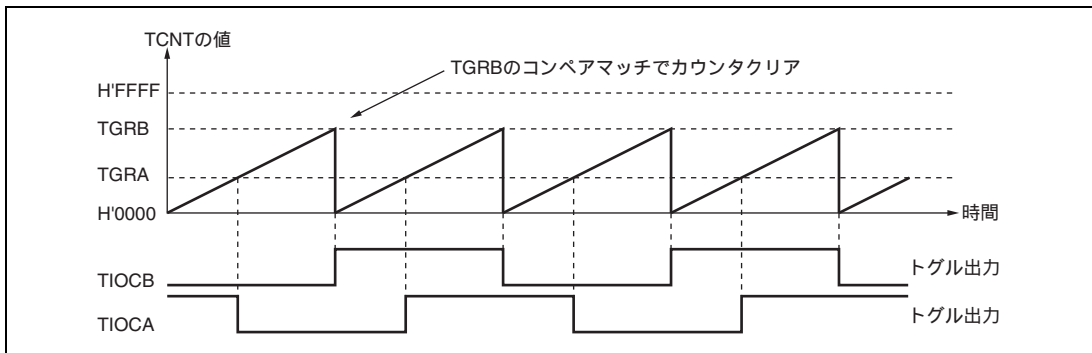 TCNTの値
TGRBのコンペアマッチでカウンタクリア
H'FFFF
TGRB
TGRA
H'0000
時間
TIOCB
トグル出力
TIOCA
トグル出力